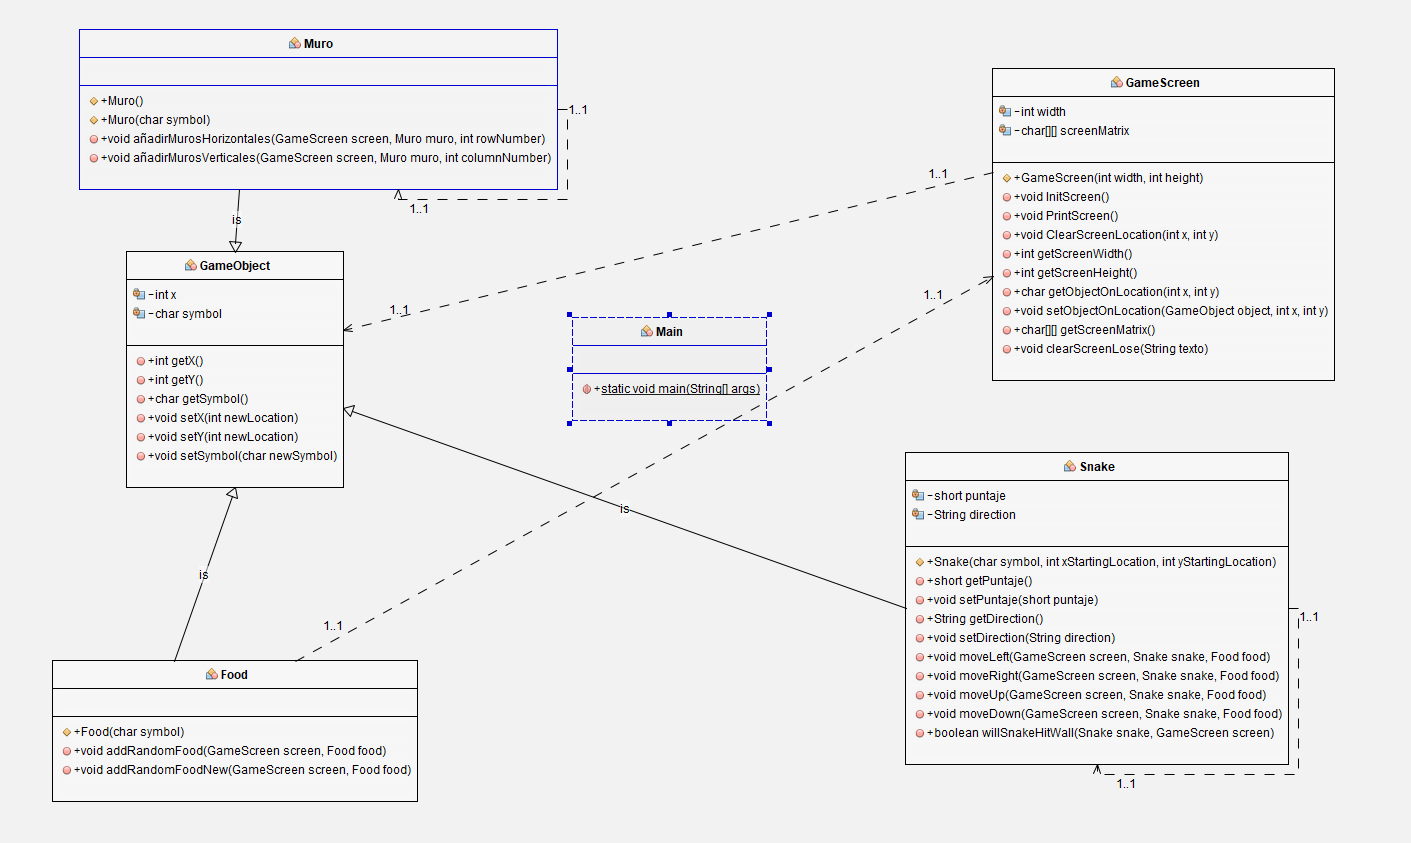 Muro
+Muro()
+Muro(char symbol)
+void añadirMurosHorizontales(GameScreen screen, Muro muro, int rowNumber)
+void añadirMurosVerticales(GameScreen screen, Muro muro, int columnNumber)
1..1
1..1
is
GameScreen
-int width
-char[][] screenMatrix
+GameScreen(int width, int height)
+void InitScreen()
+void PrintScreen()
+void ClearScreenLocation(int x, int y)
+int getScreenWidth()
+int getScreenHeight()
+char getObjectOnLocation(int x, int y)
+void setObjectOnLocation(GameObject object, int x, int y)
+char[][] getScreenMatrix()
+void clearScreenLose(String texto)
1..1
1..1
1..1
GameObject
-int x
-char symbol
+int getX()
+int getY()
+char getSymbol()
+void setX(int newLocation)
+void setY(int newLocation)
+void setSymbol(char newSymbol)
Main
+static void main(String[] args)
is
is
1..1
Snake
-short puntaje
-String direction
+Snake(char symbol, int xStartingLocation, int yStartingLocation)
+short getPuntaje()
+void setPuntaje(short puntaje)
+String getDirection()
+void setDirection(String direction)
+void moveLeft(GameScreen screen, Snake snake, Food food)
+void moveRight(GameScreen screen, Snake snake, Food food)
+void moveUp(GameScreen screen, Snake snake, Food food)
+void moveDown(GameScreen screen, Snake snake, Food food)
+boolean willSnakeHitWall(Snake snake, GameScreen screen)
1..1
1..1
Food
+Food(char symbol)
+void addRandomFood(GameScreen screen, Food food)
+void addRandomFoodNew(GameScreen screen, Food food)